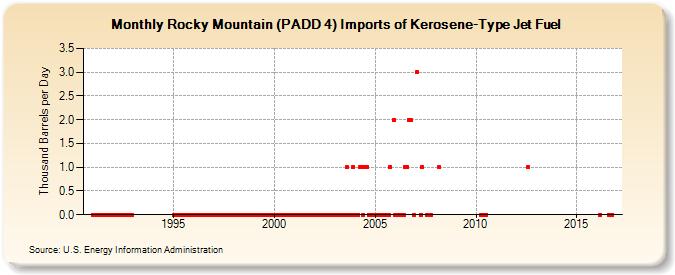 Monthly Rocky Mountain (PADD 4) Imports of Kerosene-Type Jet Fuel
Thousand Barrels per Day
3.5
3.0
2.5
2.0
1.5
1.0
0.5
0.0
1995 2000 2005 2010 2015
Source: U.S. Energy Information Administration